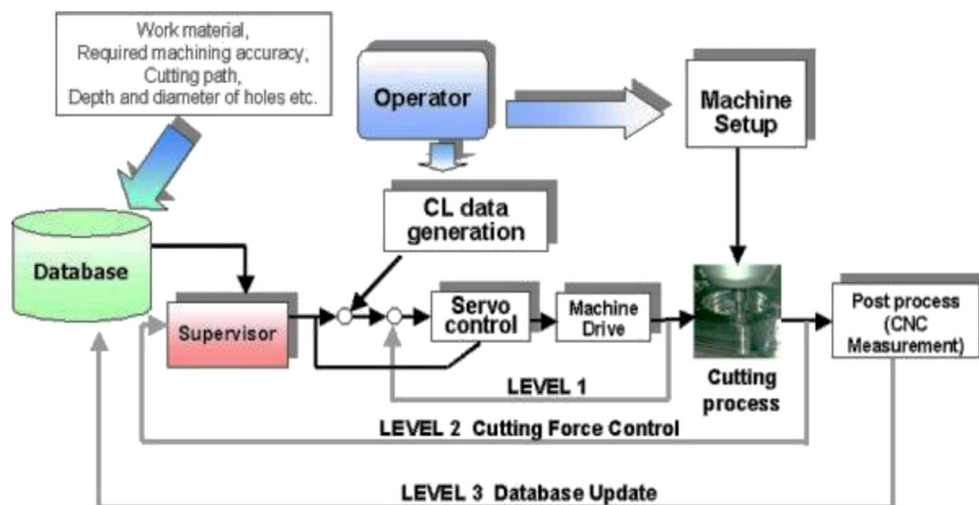 Work material,
Required machining accuracy,
Cutting path,
Depth and diameter of holes etc.
Operator
Machine
Setup
CL data
generation
Database
Supervisor
Servo
control
Machine
Drive
Post process
(CNC
Measurement)
Cutting
process
LEVEL 1
LEVEL 2 Cutting Force Control
LEVEL 3 Database Update